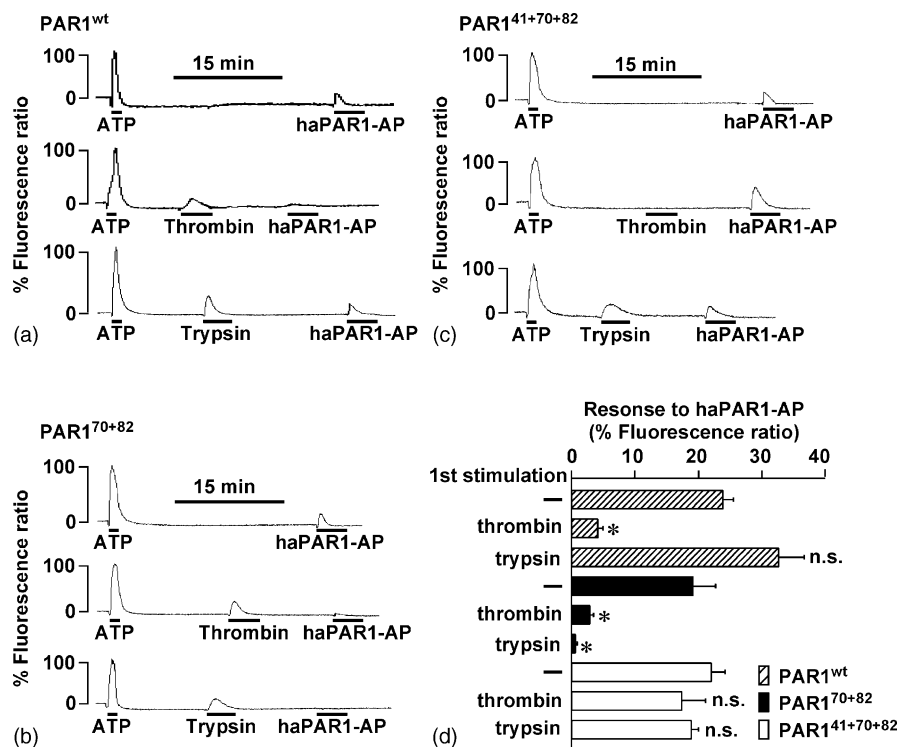 PAR1wt
% Fluorescence ratio
100
0
15 min
ATP
haPAR1-AP
100
0
ATP
Thrombin
haPAR1-AP
100
0
ATP
Trypsin
haPAR1-AP
(a)
PAR141+70+82
100
0
15 min
ATP
haPAR1-AP
% Fluorescence ratio
100
0
ATP
Thrombin
haPAR1-AP
100
0
ATP
Trypsin
haPAR1-AP
(c)
PAR170+82
% Fluorescence ratio
100
0
15 min
ATP
haPAR1-AP
100
0
ATP
Thrombin
haPAR1-AP
100
0
ATP
Trypsin
haPAR1-AP
(b)
Resonse to haPAR1-AP
(% Fluorescence ratio)
0 10 20 30 40
1st stimulation
—
thrombin *
trypsin n.s.
—
thrombin *
trypsin *
—
thrombin n.s.
trypsin n.s.
PAR1wt
PAR170+82
PAR141+70+82
(d)